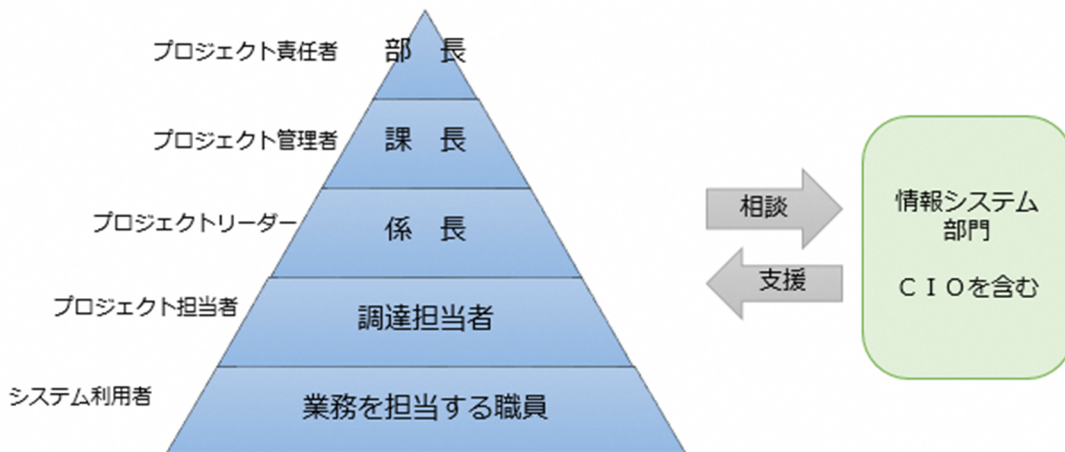 プロジェクト責任者 部　長
プロジェクト管理者 課　長
プロジェクトリーダー 係　長
プロジェクト担当者 調達担当者
システム利用者 業務を担当する職員
相談
支援
情報システム
部門
ＣＩＯを含む